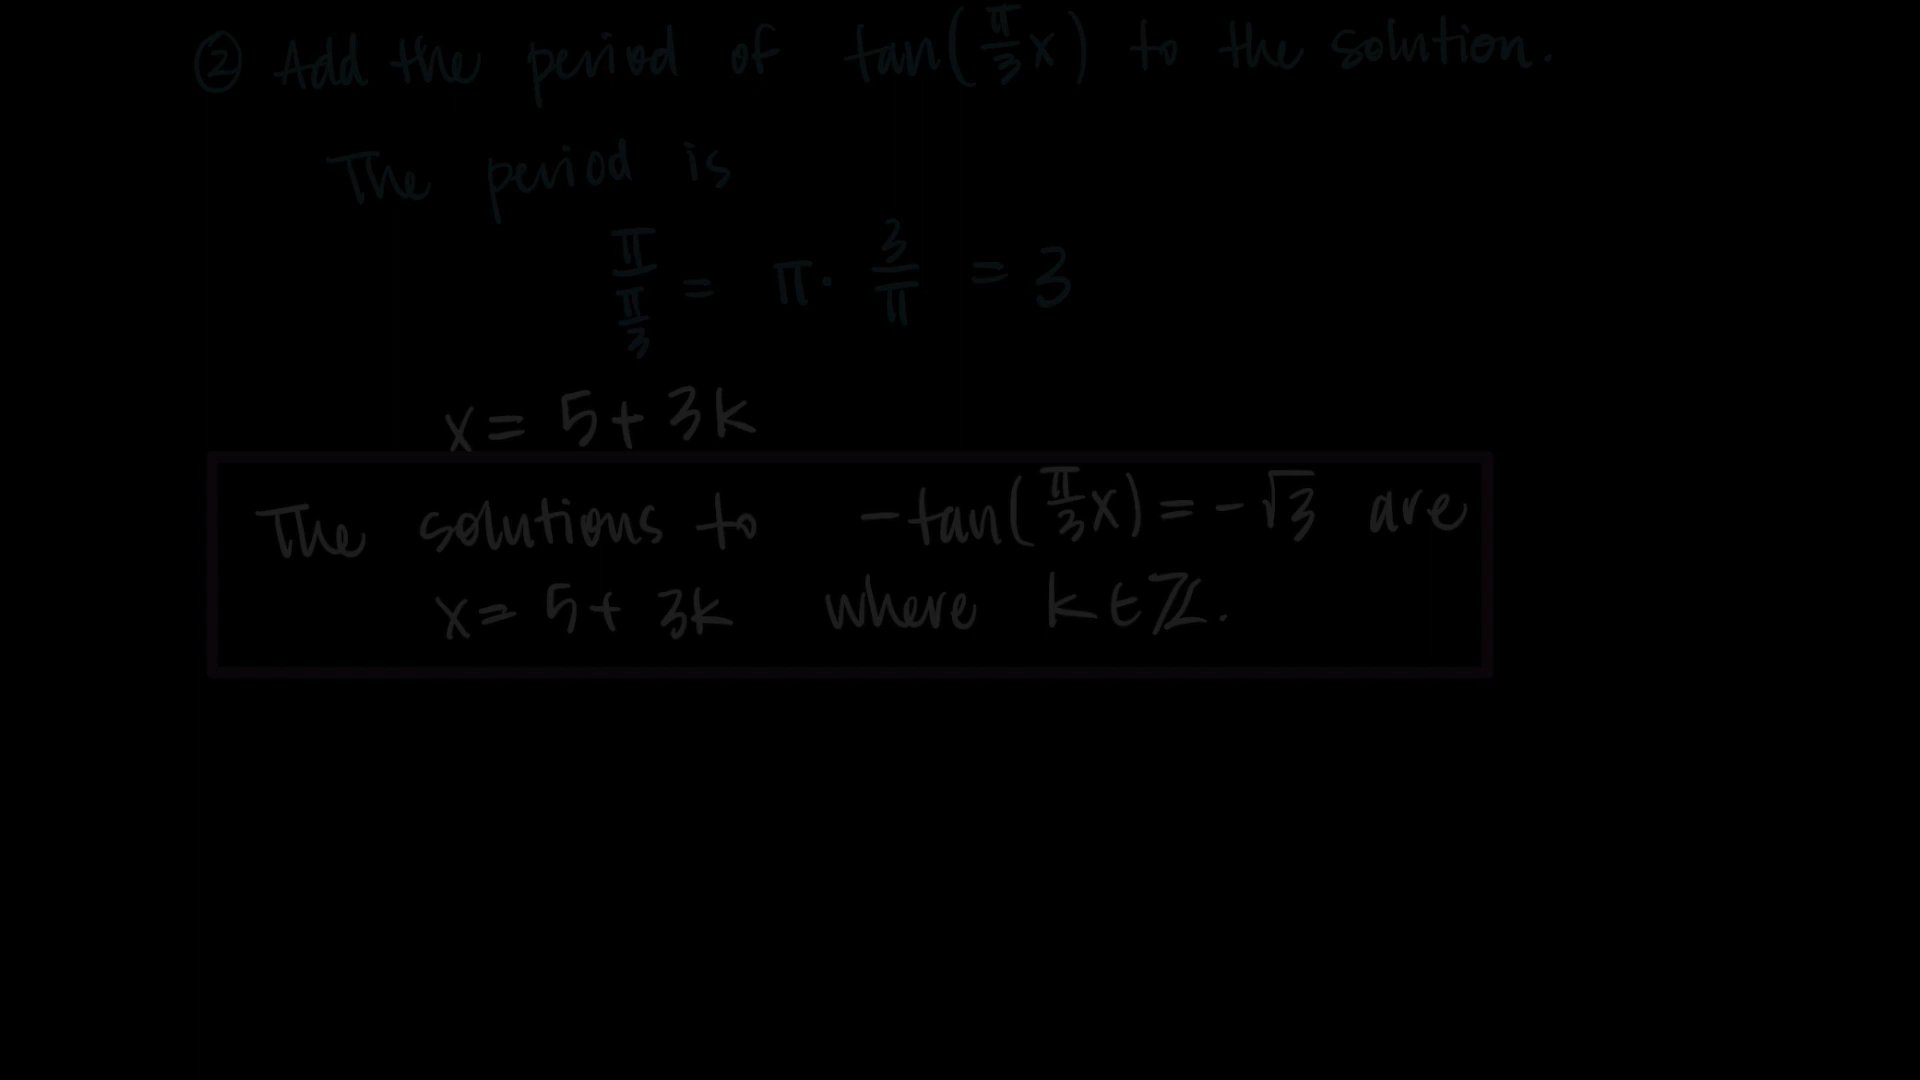 ② Add the period of tan(π/3 x) to the solution.
The period is
π/(π/3) = π · 3/π = 3
x = 5 + 3k
The solutions to -tan(π/3 x) = -√3 are
x = 5 + 3k where k ∈ ℤ.